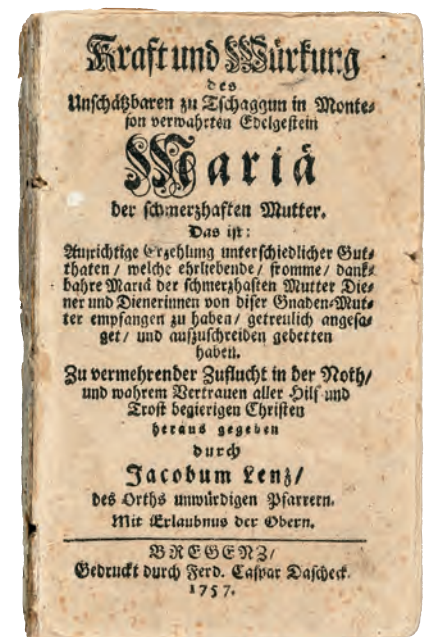 Kraft und Würkung
des
Unschätzbaren zu Tschaggun in Monte⸗
fon verwahrten Edelgestein
Mariä
der schmerzhaften Mutter.
Das ist:
Aufrichtige Erzehlung unterschiedlicher Gut⸗
thaten / welche ehrliebende / fromme / dank⸗
bahre Mariä der schmerzhaften Mutter Die⸗
ner und Dienerinnen von diser Gnaden⸗Mut⸗
ter empfangen zu haben / getreulich angesa⸗
get / und aufzuschreiben gebetten
haben.
Zu vermehrender Zuflucht in der Noth /
und wahrem Vertrauen aller Hilf und
Trost begierigen Christen
heraus gegeben
durch
Jacobum Lenz /
des Orths unwürdigen Pfarrern.
Mit Erlaubnus der Obern.
BREGENZ /
Gedruckt durch Ferd. Caspar Dascheck.
1757.